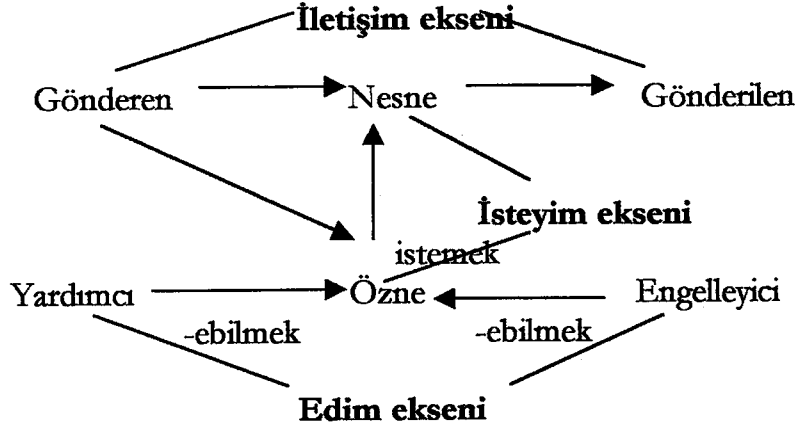 İletişim ekseni
Gönderen Nesne Gönderilen
İsteyim ekseni
istemek
Yardımcı Özne Engelleyici
-ebilmek -ebilmek
Edim ekseni